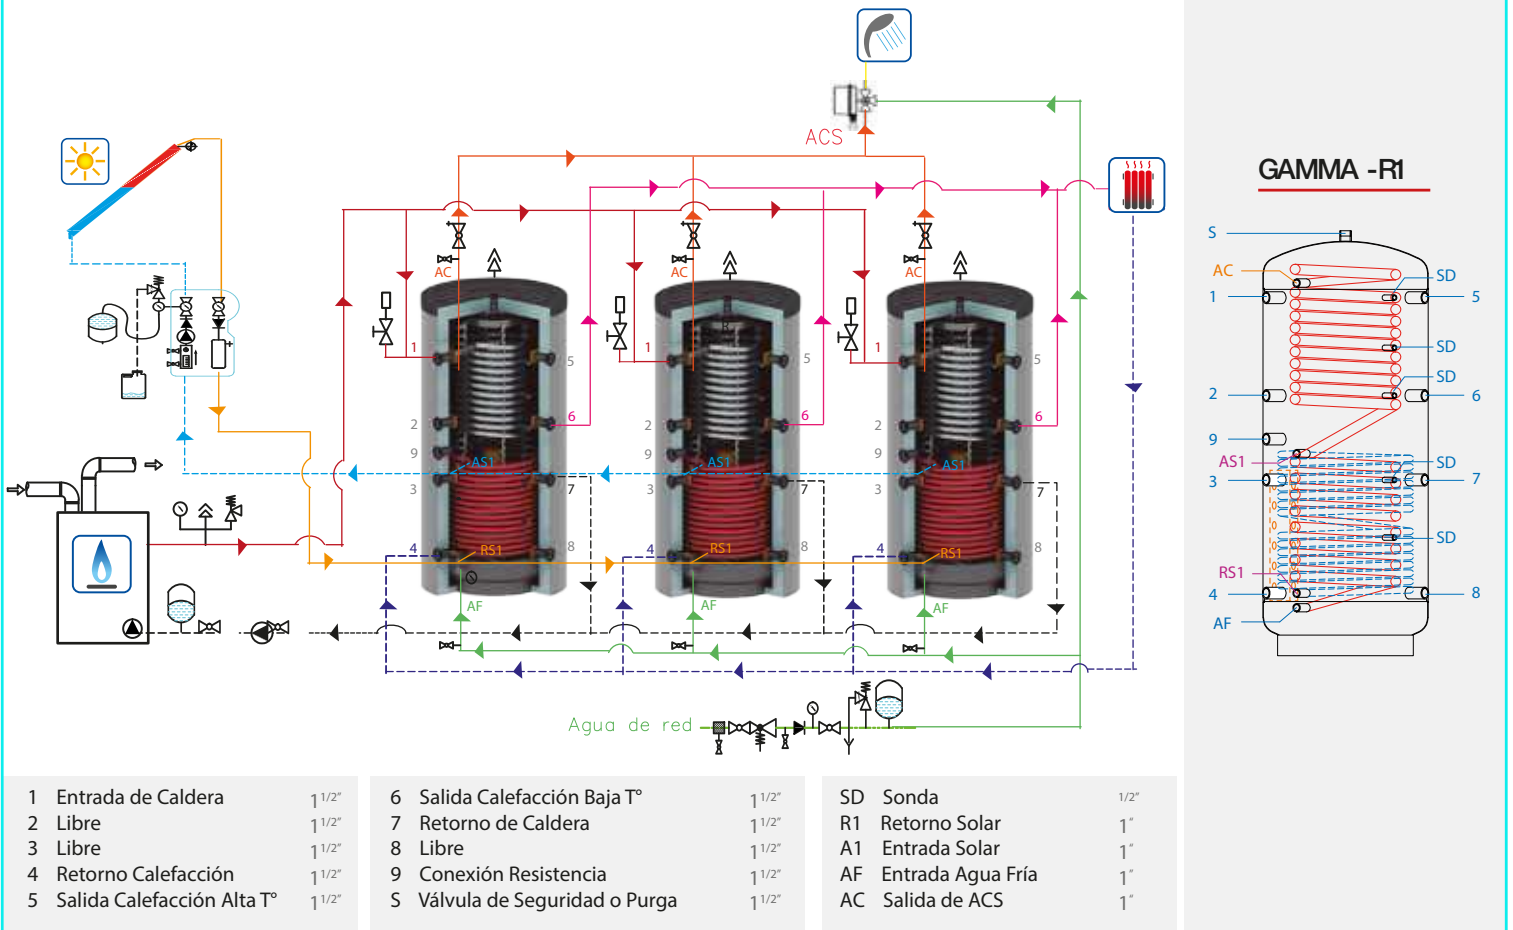 ACS
AC
AC
AC
1
5
2
6
9
AS1
3
7
4
RS1
8
AF
1
R
5
2
6
9
AS1
3
7
4
RS1
8
AF
1
5
2
6
9
AS1
3
7
4
RS1
8
AF
Agua de red
GAMMA -R1
S
AC
SD
1
5
SD
SD
2
6
9
AS1
SD
3
7
SD
RS1
4
8
AF
1 Entrada de Caldera 1 1/2"
2 Libre 1 1/2"
3 Libre 1 1/2"
4 Retorno Calefacción 1 1/2"
5 Salida Calefacción Alta T° 1 1/2"
6 Salida Calefacción Baja T° 1 1/2"
7 Retorno de Caldera 1 1/2"
8 Libre 1 1/2"
9 Conexión Resistencia 1 1/2"
S Válvula de Seguridad o Purga 1 1/2"
SD Sonda 1/2"
R1 Retorno Solar 1"
A1 Entrada Solar 1"
AF Entrada Agua Fría 1"
AC Salida de ACS 1"